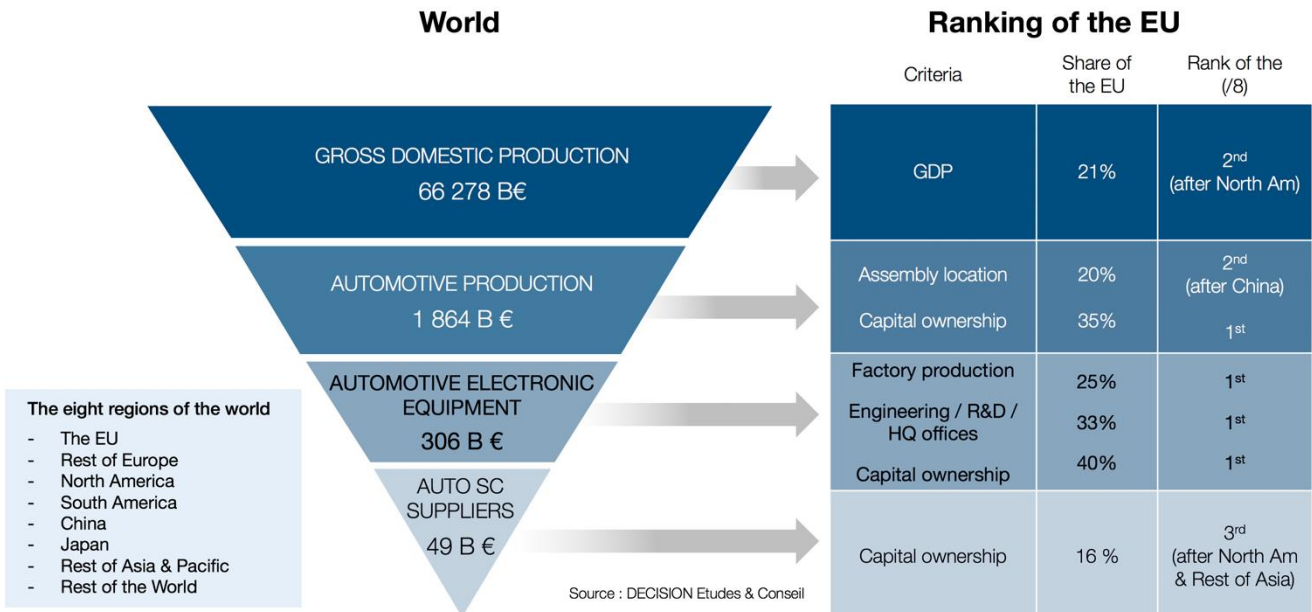 World
GROSS DOMESTIC PRODUCTION
66 278 B€
AUTOMOTIVE PRODUCTION
1 864 B €
AUTOMOTIVE ELECTRONIC
EQUIPMENT
306 B €
AUTO SC
SUPPLIERS
49 B €
The eight regions of the world
- The EU
- Rest of Europe
- North America
- South America
- China
- Japan
- Rest of Asia & Pacific
- Rest of the World
Source : DECISION Etudes & Conseil
Ranking of the EU
Criteria
Share of
the EU
Rank of the
(/8)
GDP
21%
2nd
(after North Am)
Assembly location
20%
2nd
(after China)
Capital ownership
35%
1st
Factory production
25%
1st
Engineering / R&D /
HQ offices
33%
1st
Capital ownership
40%
1st
Capital ownership
16 %
3rd
(after North Am
& Rest of Asia)